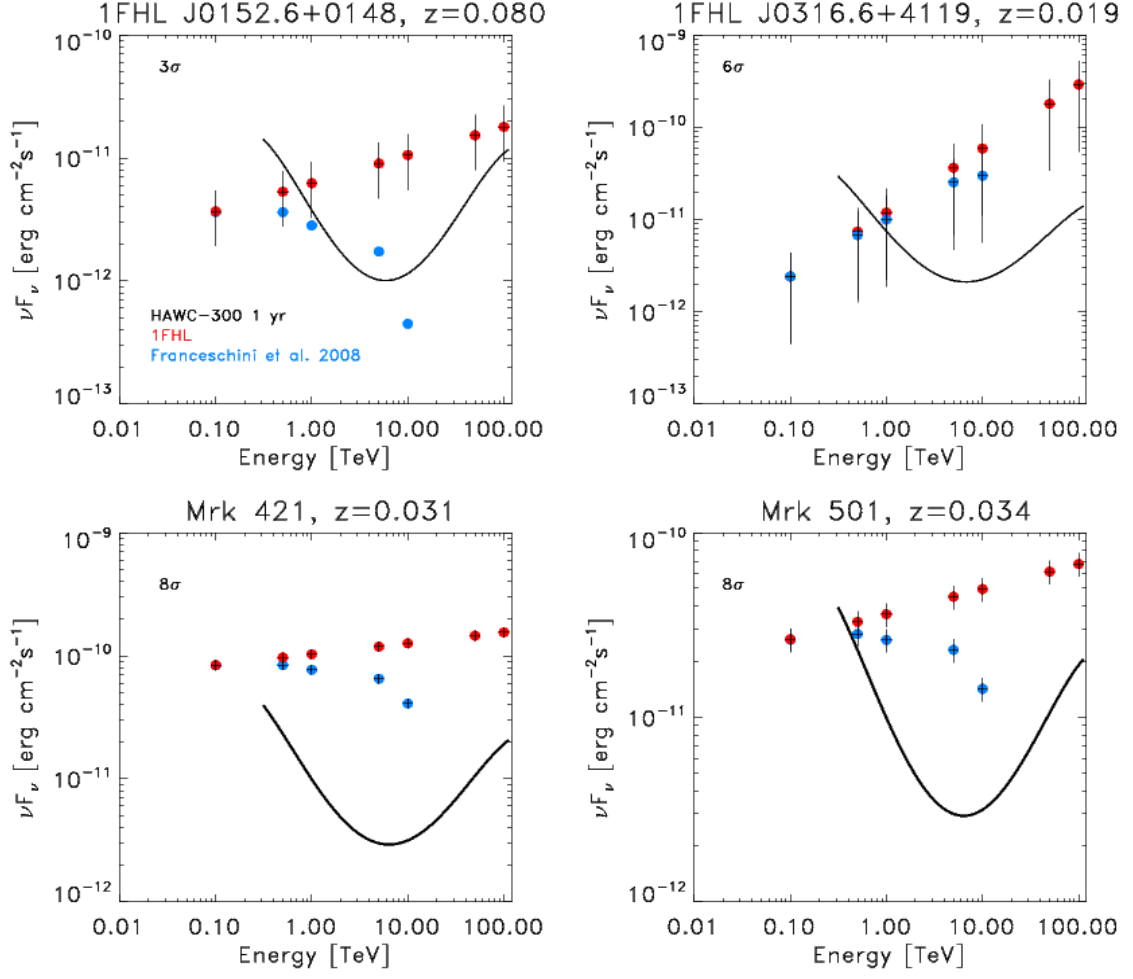 1FHL J0152.6+0148, z=0.080
3σ
10⁻¹⁰
10⁻¹¹
10⁻¹²
10⁻¹³
νFν [erg cm⁻²s⁻¹]
HAWC-300 1 yr
1FHL
Franceschini et al. 2008
0.01 0.10 1.00 10.00 100.00
Energy [TeV]
1FHL J0316.6+4119, z=0.019
6σ
10⁻⁹
10⁻¹⁰
10⁻¹¹
10⁻¹²
10⁻¹³
νFν [erg cm⁻²s⁻¹]
0.01 0.10 1.00 10.00 100.00
Energy [TeV]
Mrk 421, z=0.031
8σ
10⁻⁹
10⁻¹⁰
10⁻¹¹
10⁻¹²
νFν [erg cm⁻²s⁻¹]
0.01 0.10 1.00 10.00 100.00
Energy [TeV]
Mrk 501, z=0.034
8σ
10⁻¹⁰
10⁻¹¹
10⁻¹²
νFν [erg cm⁻²s⁻¹]
0.01 0.10 1.00 10.00 100.00
Energy [TeV]